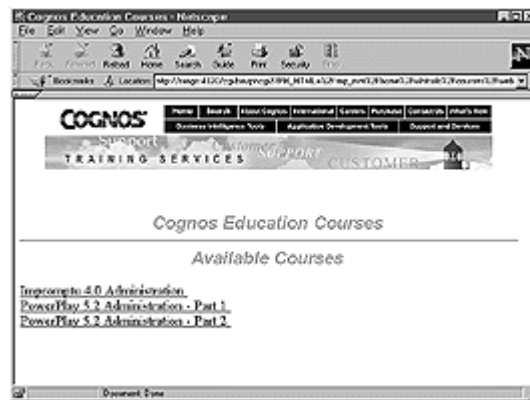 Cognos Education Courses - Netscape
File Edit View Go Window Help
Back Forward Reload Home Search Guide Print Security Stop
Bookmarks Location:
COGNOS
Home Search About Cognos International Careers Purchase Contact Us What's New
Business Intelligence Tools Application Development Tools Support and Services
Support Customer SUPPORT CUSTOMER
TRAINING SERVICES
Cognos Education Courses
Available Courses
Impromptu 4.0 Administration
PowerPlay 5.2 Administration - Part 1
PowerPlay 5.2 Administration - Part 2
Document: Done